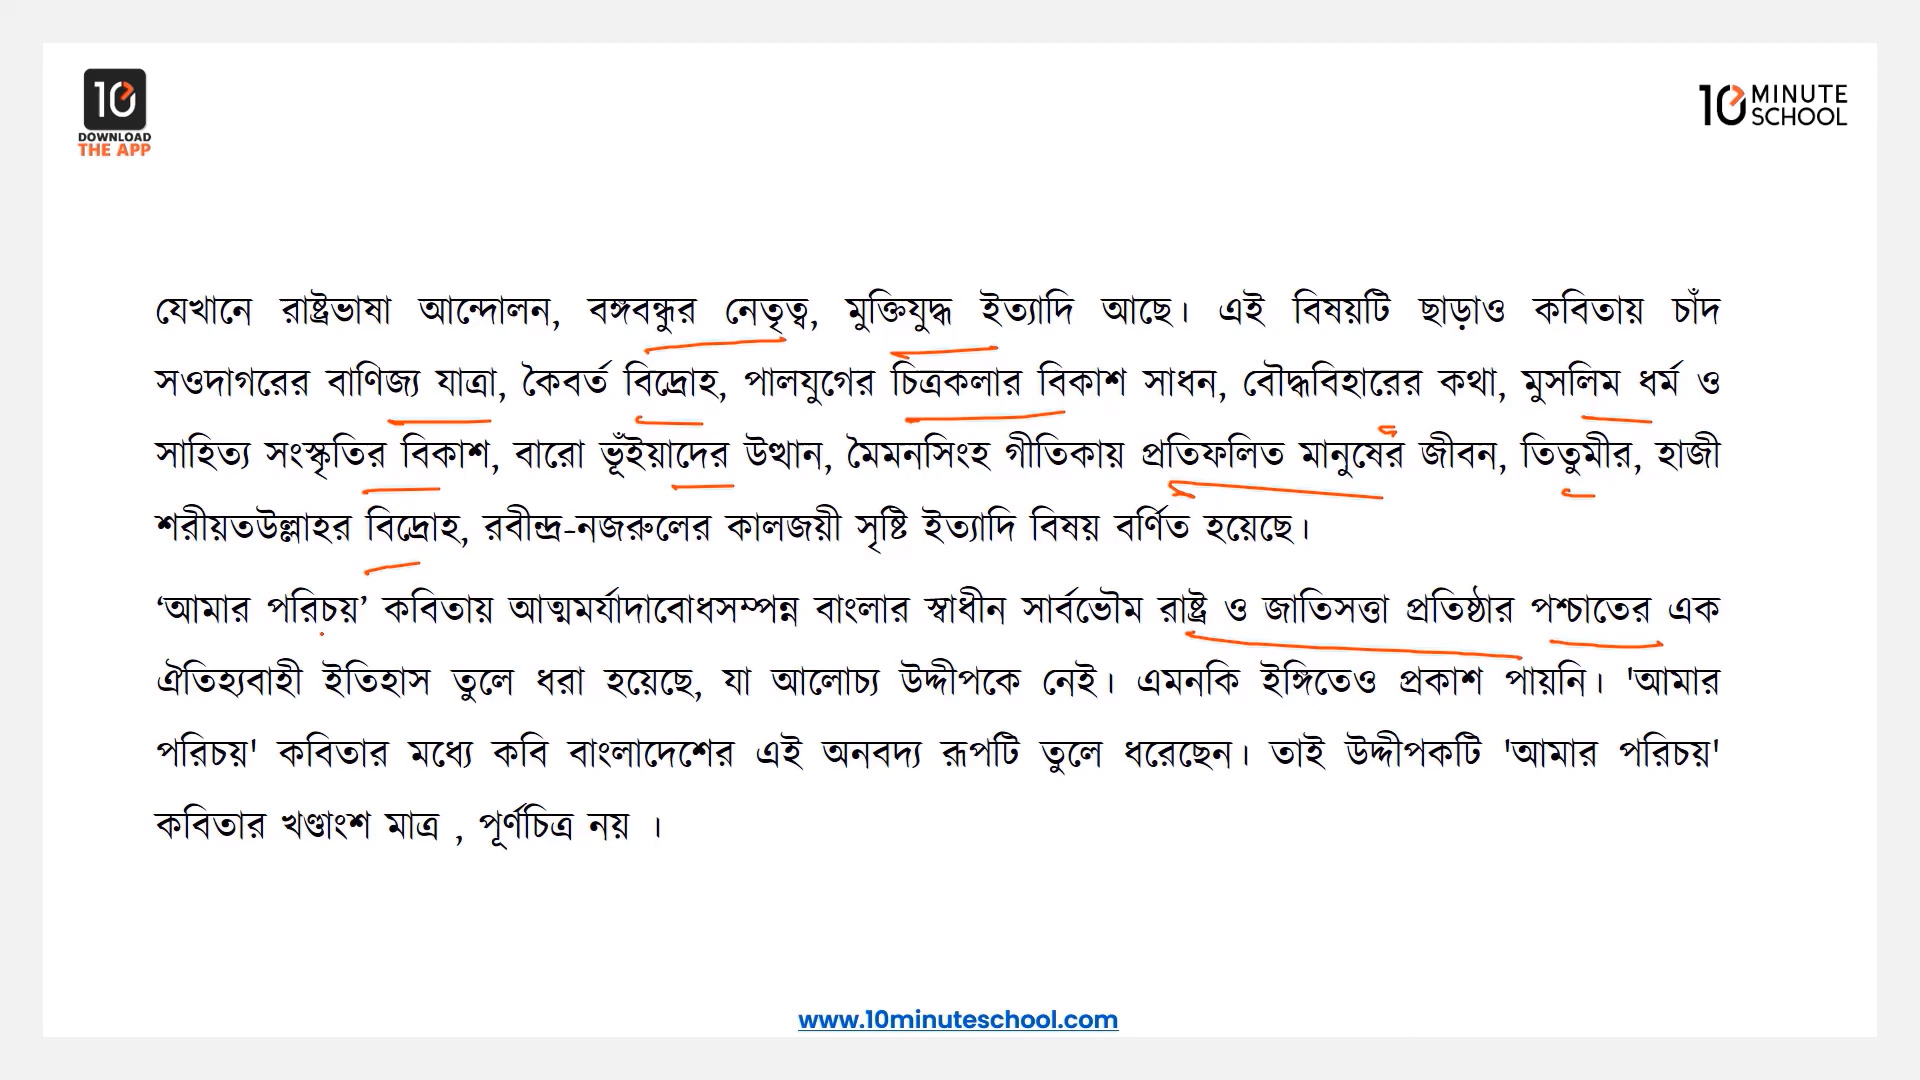 10
DOWNLOAD
THE APP
10 MINUTE
SCHOOL
যেখানে রাষ্ট্রভাষা আন্দোলন, বঙ্গবন্ধুর নেতৃত্ব, মুক্তিযুদ্ধ ইত্যাদি আছে। এই বিষয়টি ছাড়াও কবিতায় চাঁদ
সওদাগরের বাণিজ্য যাত্রা, কৈবর্ত বিদ্রোহ, পালযুগের চিত্রকলার বিকাশ সাধন, বৌদ্ধবিহারের কথা, মুসলিম ধর্ম ও
সাহিত্য সংস্কৃতির বিকাশ, বারো ভূঁইয়াদের উত্থান, মৈমনসিংহ গীতিকায় প্রতিফলিত মানুষের জীবন, তিতুমীর, হাজী
শরীয়তউল্লাহর বিদ্রোহ, রবীন্দ্র-নজরুলের কালজয়ী সৃষ্টি ইত্যাদি বিষয় বর্ণিত হয়েছে।
‘আমার পরিচয়’ কবিতায় আত্মমর্যাদাবোধসম্পন্ন বাংলার স্বাধীন সার্বভৌম রাষ্ট্র ও জাতিসত্তা প্রতিষ্ঠার পশ্চাতের এক
ঐতিহ্যবাহী ইতিহাস তুলে ধরা হয়েছে, যা আলোচ্য উদ্দীপকে নেই। এমনকি ইঙ্গিতেও প্রকাশ পায়নি। 'আমার
পরিচয়' কবিতার মধ্যে কবি বাংলাদেশের এই অনবদ্য রূপটি তুলে ধরেছেন। তাই উদ্দীপকটি 'আমার পরিচয়'
কবিতার খণ্ডাংশ মাত্র , পূর্ণচিত্র নয় ।
www.10minuteschool.com